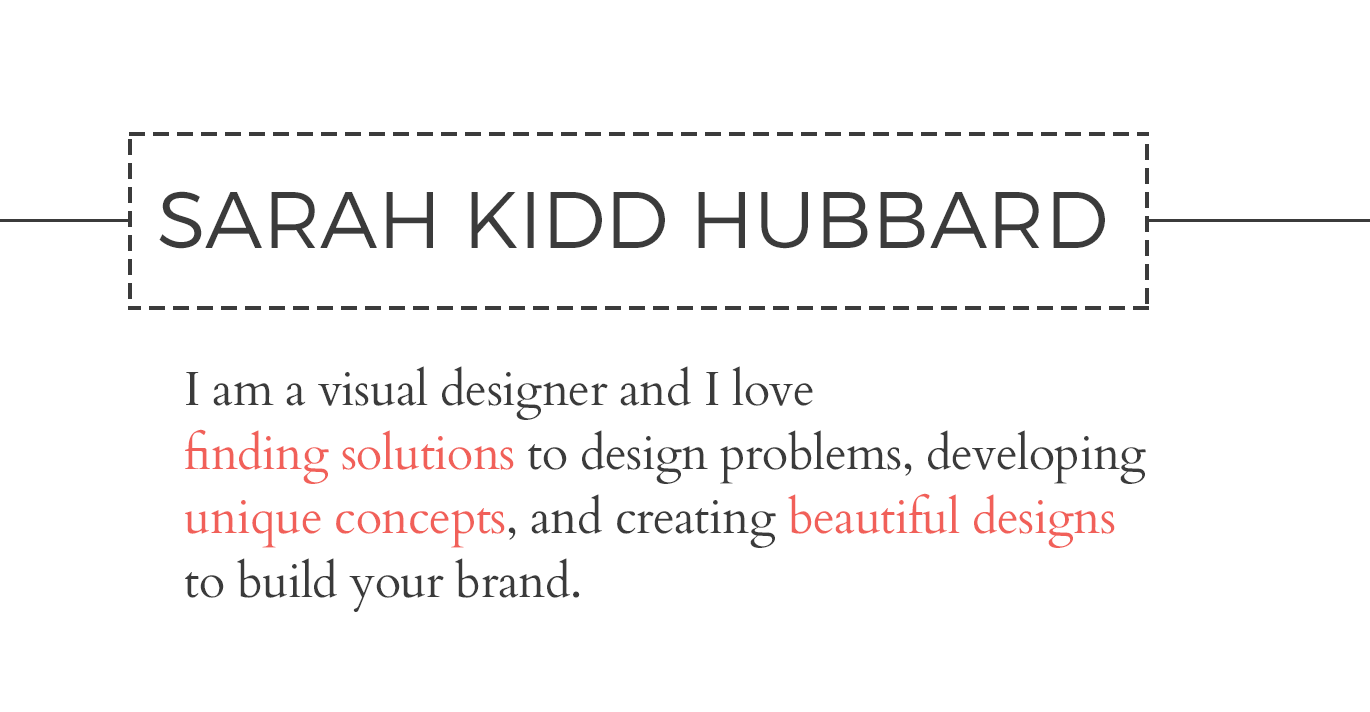 SARAH KIDD HUBBARD
I am a visual designer and I love
finding solutions to design problems, developing
unique concepts, and creating beautiful designs
to build your brand.